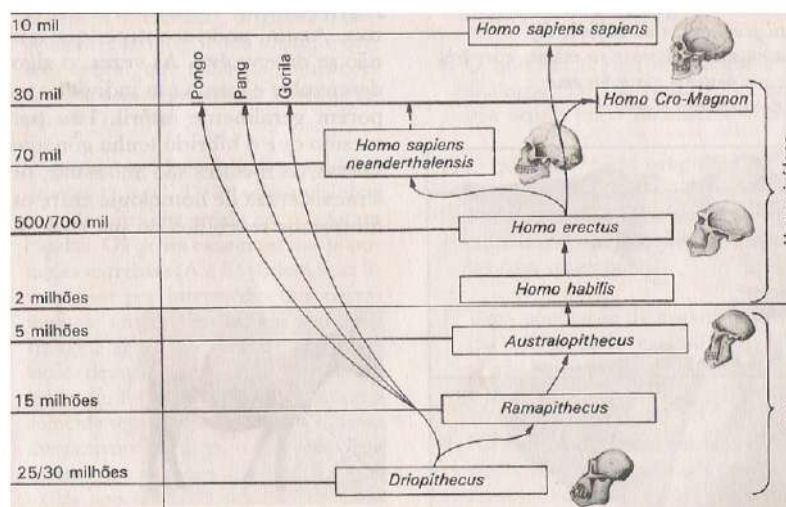 10 mil
Homo sapiens sapiens
Pongo
Pang
Gorila
30 mil
Homo Cro-Magnon
Homo sapiens
neanderthalensis
70 mil
500/700 mil
Homo erectus
Homo habilis
2 milhões
5 milhões
Australopithecus
15 milhões
Ramapithecus
25/30 milhões
Driopithecus